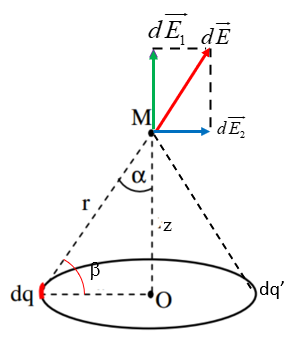 dE₁⃗ dE⃗
M dE₂⃗
α
r z
β
dq O dq’